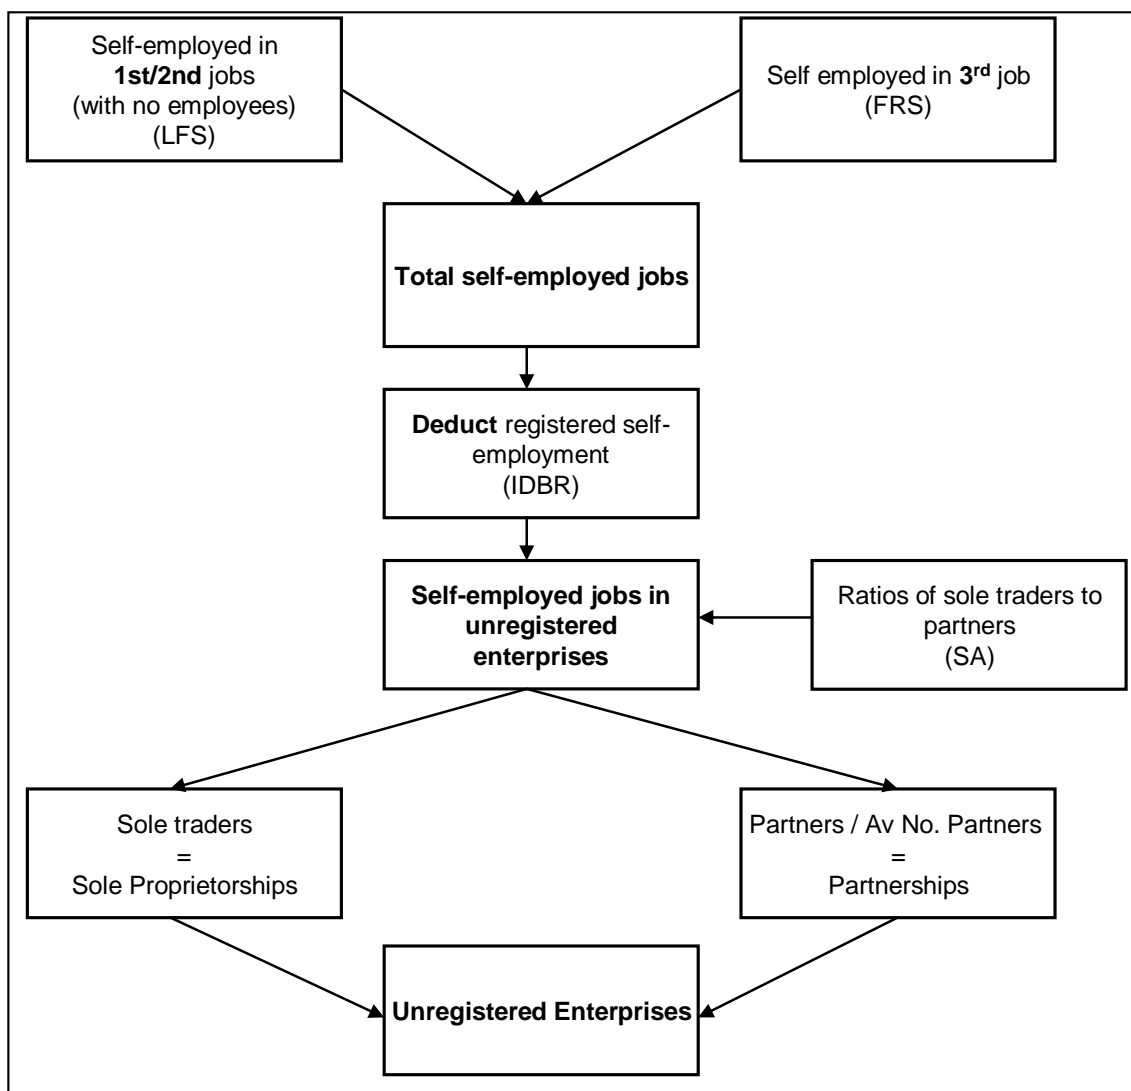 Self-employed in
1st/2nd jobs
(with no employees)
(LFS)
Self employed in 3rd job
(FRS)
Total self-employed jobs
Deduct registered self-
employment
(IDBR)
Self-employed jobs in
unregistered
enterprises
Ratios of sole traders to
partners
(SA)
Sole traders
=
Sole Proprietorships
Partners / Av No. Partners
=
Partnerships
Unregistered Enterprises